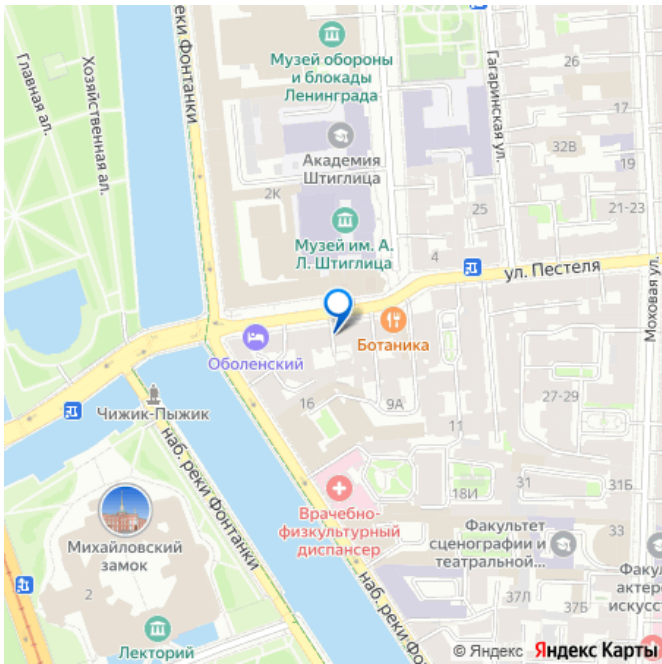 Главная ал.
Хозяйственная ал.
Фонтанки
реки
Музей обороны
и блокады
Ленинграда
Гагаринская ул.
26
17
Академия
Штиглица
32В
19
2К
25
21-23
Музей им. А.
Л. Штиглица
4
ул. Пестеля
Моховая ул.
Оболенский
Ботаника
Чижик-Пыжик
16
9А
27-29
11
наб. реки Фонтанки
Врачебно-
физкультурный
диспансер
18И
31
31Б
Михайловский
замок
Факультет
сценографии и
театральной...
33
Факул
актерс
искусс
2
37Л
37Б
Лекторий
наб. реки Фо
© Яндекс Яндекс Карты